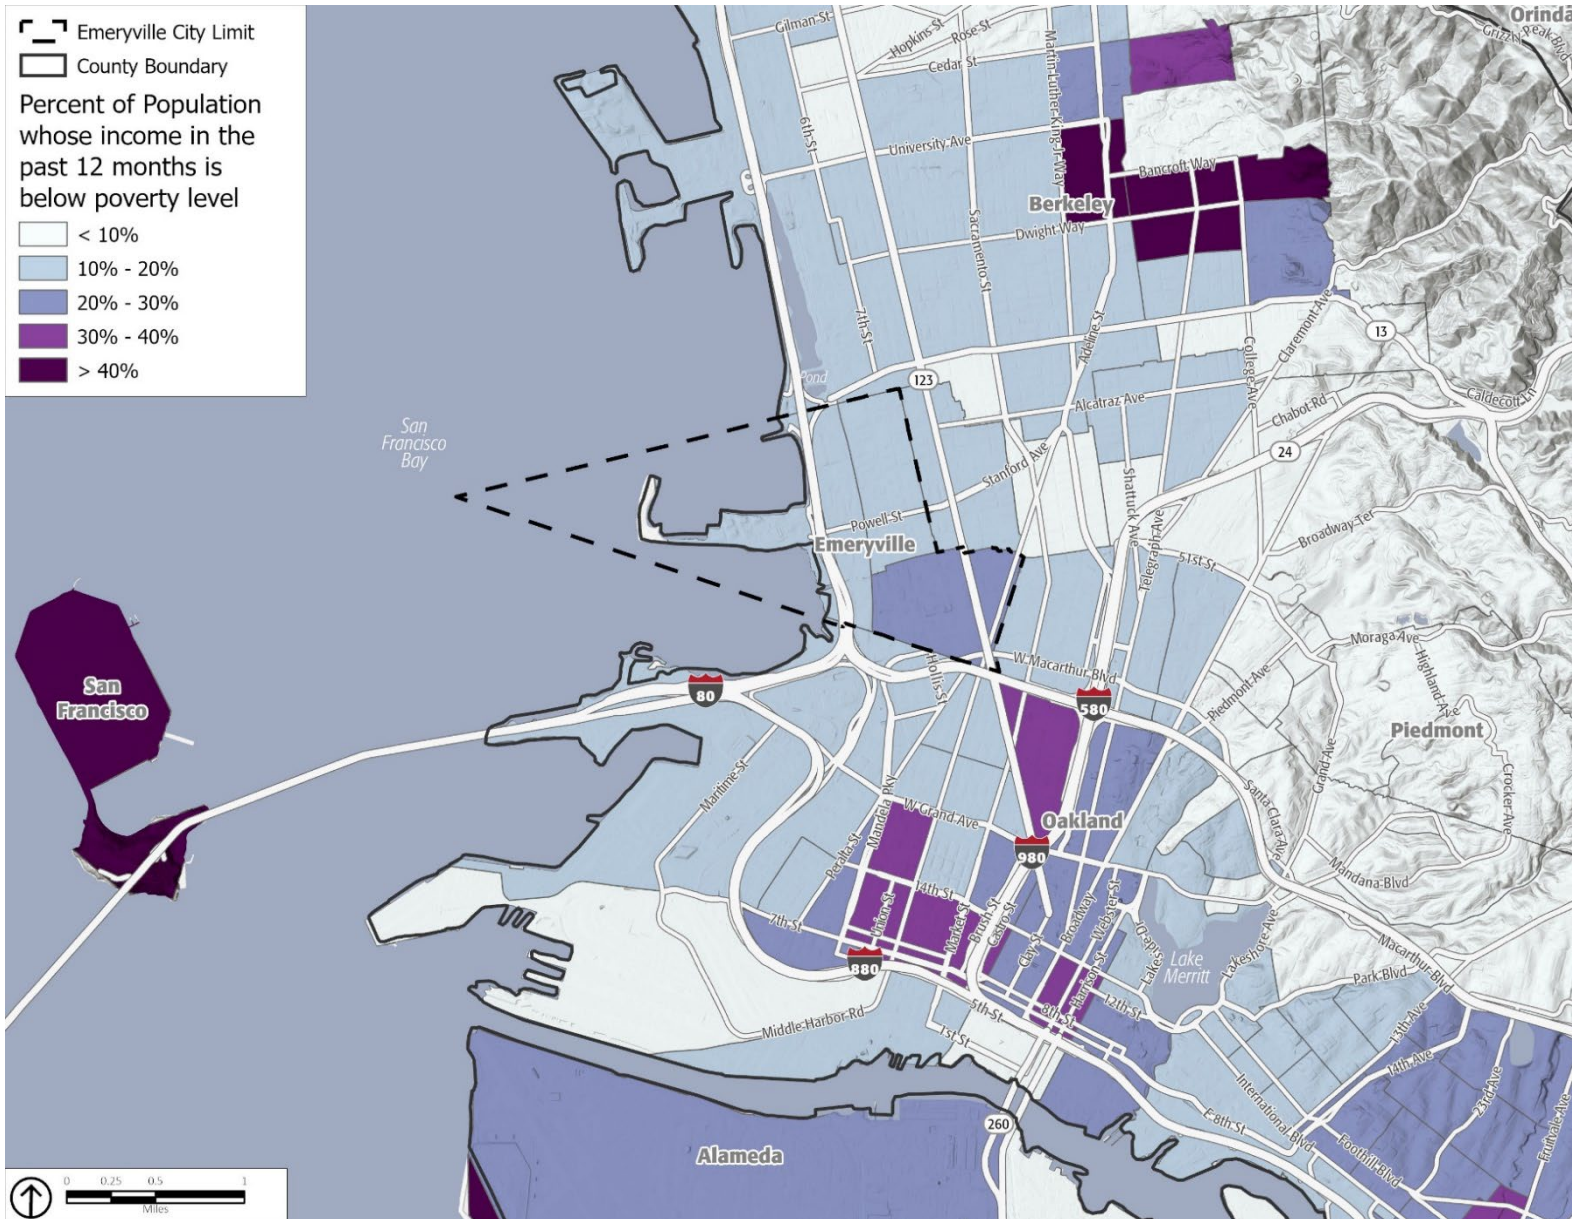 Emeryville City Limit
County Boundary
Percent of Population
whose income in the
past 12 months is
below poverty level
< 10%
10% - 20%
20% - 30%
30% - 40%
> 40%
Gilman St
Hopkins St
Rose St
Cedar St
Martin Luther King Jr Way
Orinda
Grizzly Peak Blvd
6th St
University Ave
Bancroft Way
Berkeley
Dwight Way
Sacramento St
7th St
Adeline St
College Ave
Claremont Ave
13
Pond
123
Alcatraz Ave
Chabot Rd
Caldecott Ln
24
San
Francisco
Bay
Stanford Ave
Shattuck Ave
Telegraph Ave
Broadway Ter
Powell St
Emeryville
51st St
Moraga Ave
Highland Ave
W Macarthur Blvd
Piedmont Ave
Hollis St
San
Francisco
80
580
Piedmont
Grand Ave
Crocker Ave
Santa Clara Ave
Maritime St
Mandela Pky
W Grand Ave
Oakland
980
Peralta St
Mandana Blvd
14th St
Union St
Market St
Brush St
Castro St
Clay St
Broadway
Webster St
Harrison St
Lakeside Dr
Lake
Merritt
Lakeshore Ave
Macarthur Blvd
Park Blvd
7th St
880
12th St
8th St
5th St
1st St
Middle Harbor Rd
13th Ave
14th Ave
23rd Ave
Fruitvale Ave
International Blvd
Foothill Blvd
E 8th St
260
Alameda
0 0.25 0.5 1
Miles